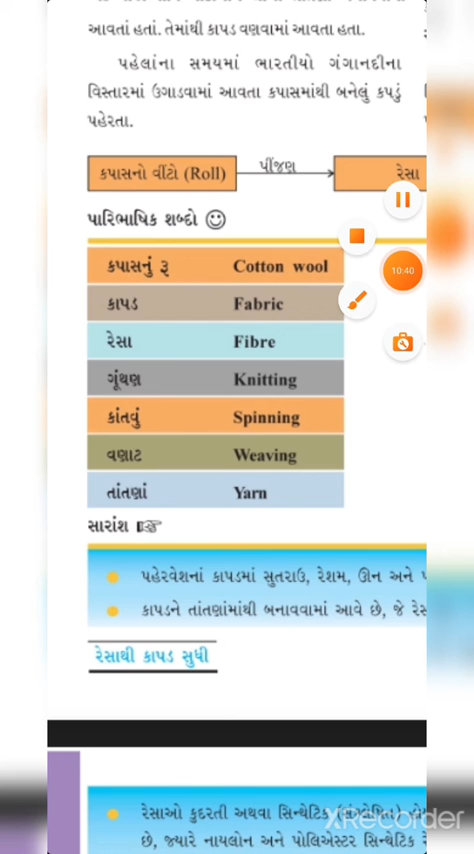 આવતાં હતાં. તેમાંથી કાપડ વણવામાં આવતા હતા.
પહેલાંના સમયમાં ભારતીયો ગંગાનદીના
વિસ્તારમાં ઉગાડવામાં આવતા કપાસમાંથી બનેલું કપડું
પહેરતા.
કપાસનો વીંટો (Roll) પીંજણ રેસા
પારિભાષિક શબ્દો
10:40
કપાસનું રૂ Cotton wool
કાપડ Fabric
રેસા Fibre
ગૂંથણ Knitting
કાંતવું Spinning
વણાટ Weaving
તાંતણાં Yarn
સારાંશ
પહેરવેશનાં કાપડમાં સુતરાઉ, રેશમ, ઊન અને
કાપડને તાંતણાંમાંથી બનાવવામાં આવે છે, જે રેસ
રેસાથી કાપડ સુધી
રેસાઓ કુદરતી અથવા સિન્થેટિક (સંશ્લેષિત)
XRecorder
છે, જ્યારે નાયલોન અને પોલિએસ્ટર સિન્થેટિક